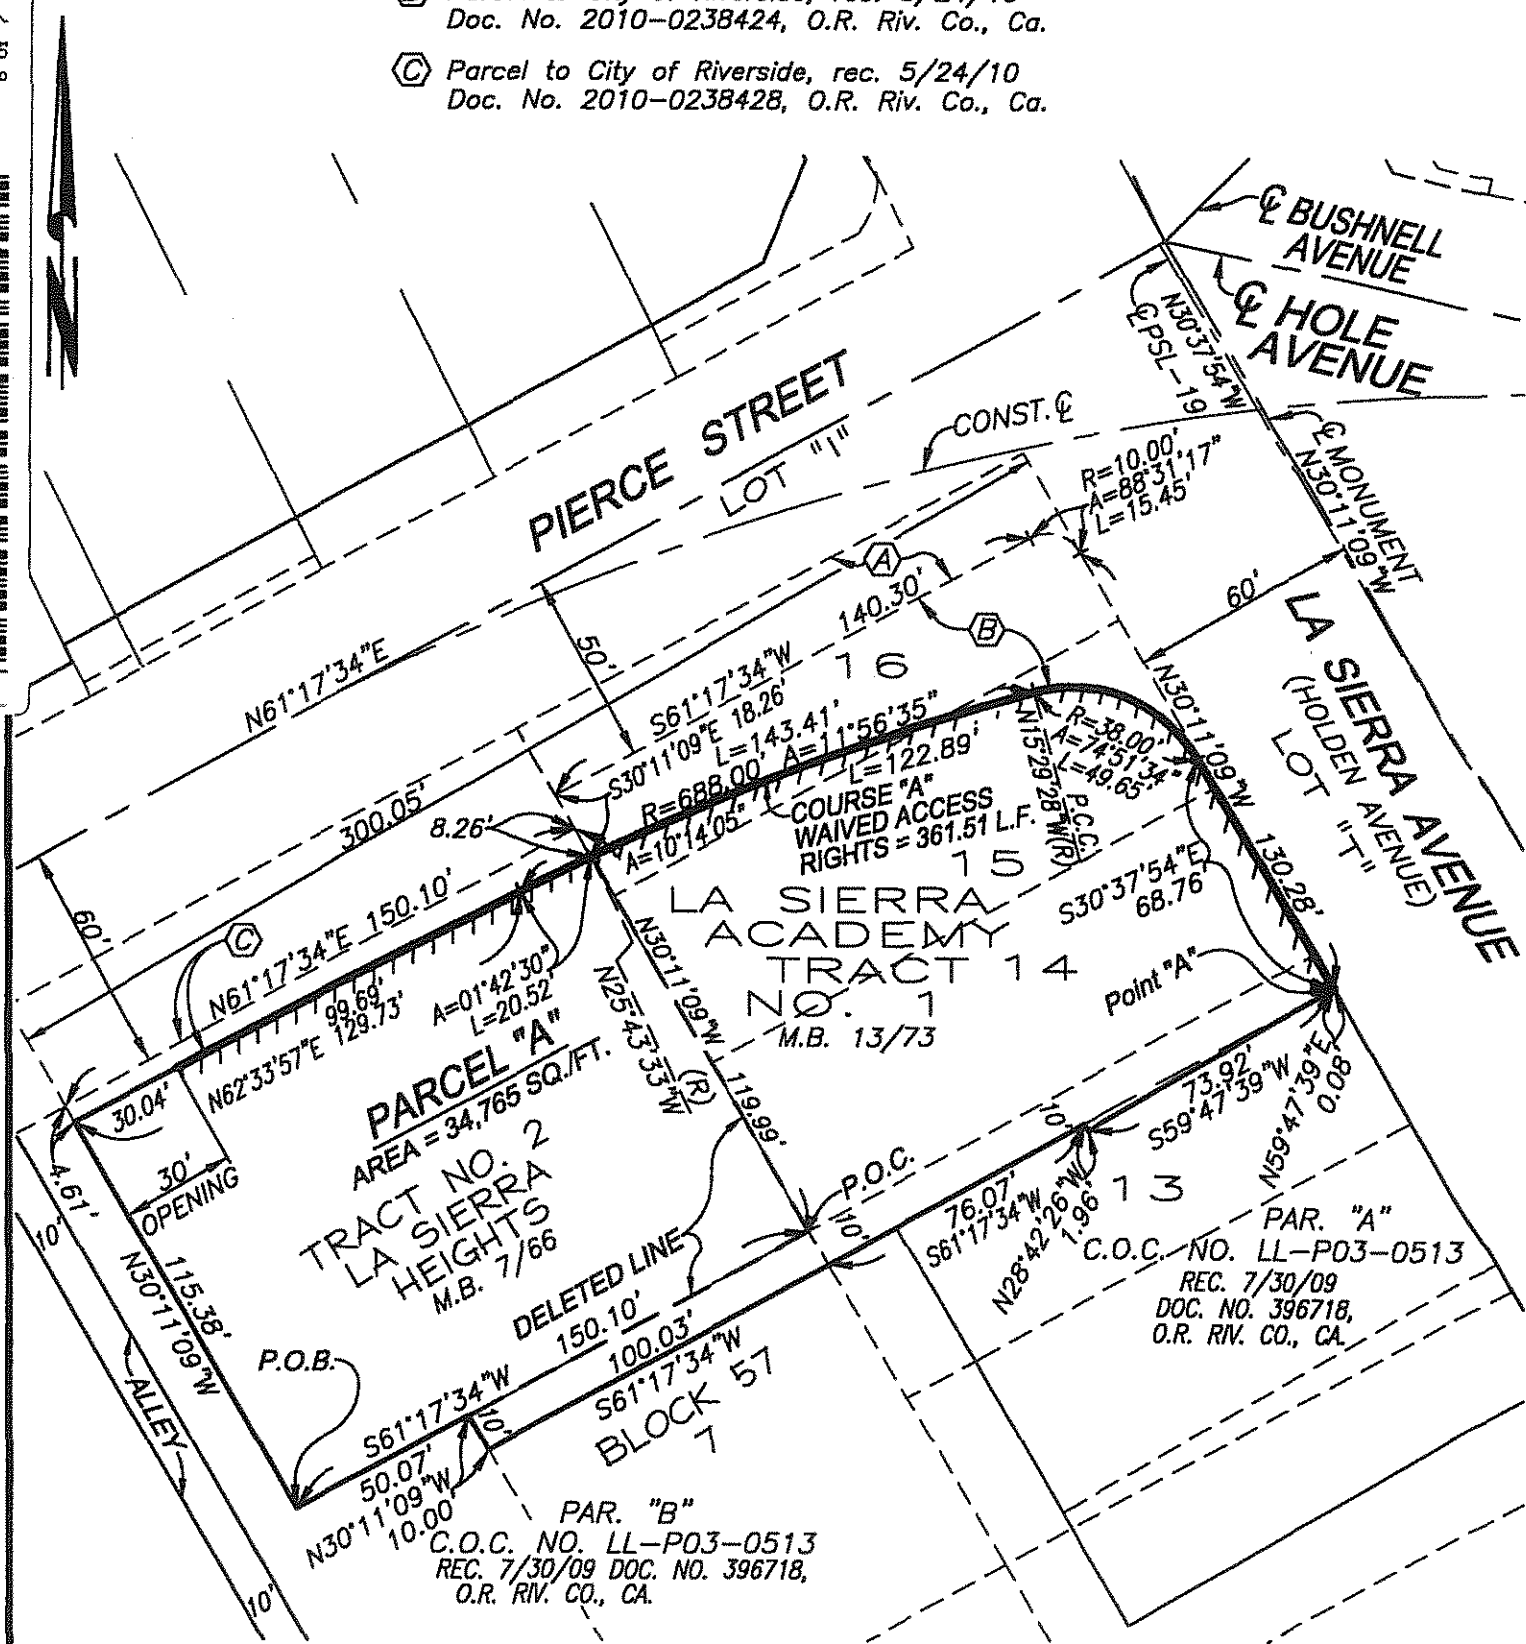 Doc. No. 2010-0238424, O.R. Riv. Co., Ca.
C Parcel to City of Riverside, rec. 5/24/10
Doc. No. 2010-0238428, O.R. Riv. Co., Ca.
N
℄ BUSHNELL
AVENUE
℄ HOLE
AVENUE
N30°37'54"W
℄ PSL-19
℄ MONUMENT
N30°11'09"W
PIERCE STREET
LOT "I"
CONST. ℄
R=10.00'
Δ=88°31'17"
L=15.45'
A
140.30'
B
60'
LA SIERRA AVENUE
(HOLDEN AVENUE)
LOT "T"
N61°17'34"E
50'
S61°17'34"W
16
S30°11'09"E 18.26'
L=143.41'
R=688.00' Δ=11°56'35"
L=122.89'
Δ=10°14'05"
COURSE "A"
WAIVED ACCESS
RIGHTS = 361.51 L.F.
N15°29'28"W(R)
P.C.C.
R=38.00'
Δ=74°51'34"
L=49.65'
N30°11'09"W
130.28'
300.05'
8.26'
15
S30°37'54"E
68.76'
LA SIERRA
ACADEMY
TRACT 14
NO. 1
M.B. 13/73
Point "A"
60'
C
N61°17'34"E 150.10'
99.69'
N62°33'57"E 129.73'
Δ=01°42'30"
L=20.52'
N30°11'09"W
N25°43'33"W (R)
119.99'
30.04'
30'
OPENING
4.61'
10'
PARCEL "A"
AREA = 34,765 SQ./FT.
TRACT NO. 2
LA SIERRA
HEIGHTS
M.B. 7/66
DELETED LINE
P.O.C.
10'
10'
73.92'
S59°47'39"W
N59°47'39"E
0.08'
76.07'
S61°17'34"W
N28°42'26"W
1.96'
13
PAR. "A"
C.O.C. NO. LL-P03-0513
REC. 7/30/09
DOC. NO. 396718,
O.R. RIV. CO., CA.
115.38'
N30°11'09"W
ALLEY
P.O.B.
150.10'
S61°17'34"W
100.03'
S61°17'34"W
BLOCK 57
7
10'
50.07'
N30°11'09"W
10.00'
10'
PAR. "B"
C.O.C. NO. LL-P03-0513
REC. 7/30/09 DOC. NO. 396718,
O.R. RIV. CO., CA.